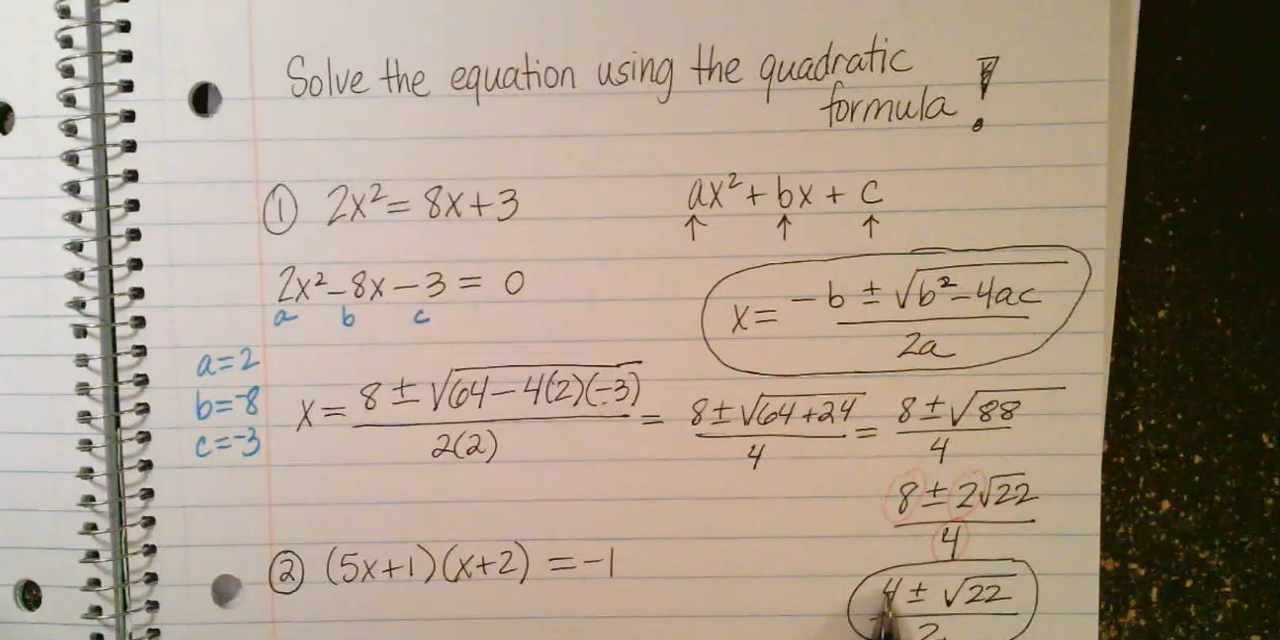 Solve the equation using the quadratic
formula!
① 2x² = 8x + 3
ax² + bx + c
↑ ↑ ↑
2x² − 8x − 3 = 0
a b c
x = (−b ± √(b² − 4ac)) / 2a
a = 2
b = −8
c = −3
x = (8 ± √(64 − 4(2)(−3))) / 2(2) = (8 ± √(64 + 24)) / 4 = (8 ± √88) / 4
(8 ± 2√22) / 4
② (5x + 1)(x + 2) = −1
(4 ± √22) / 2